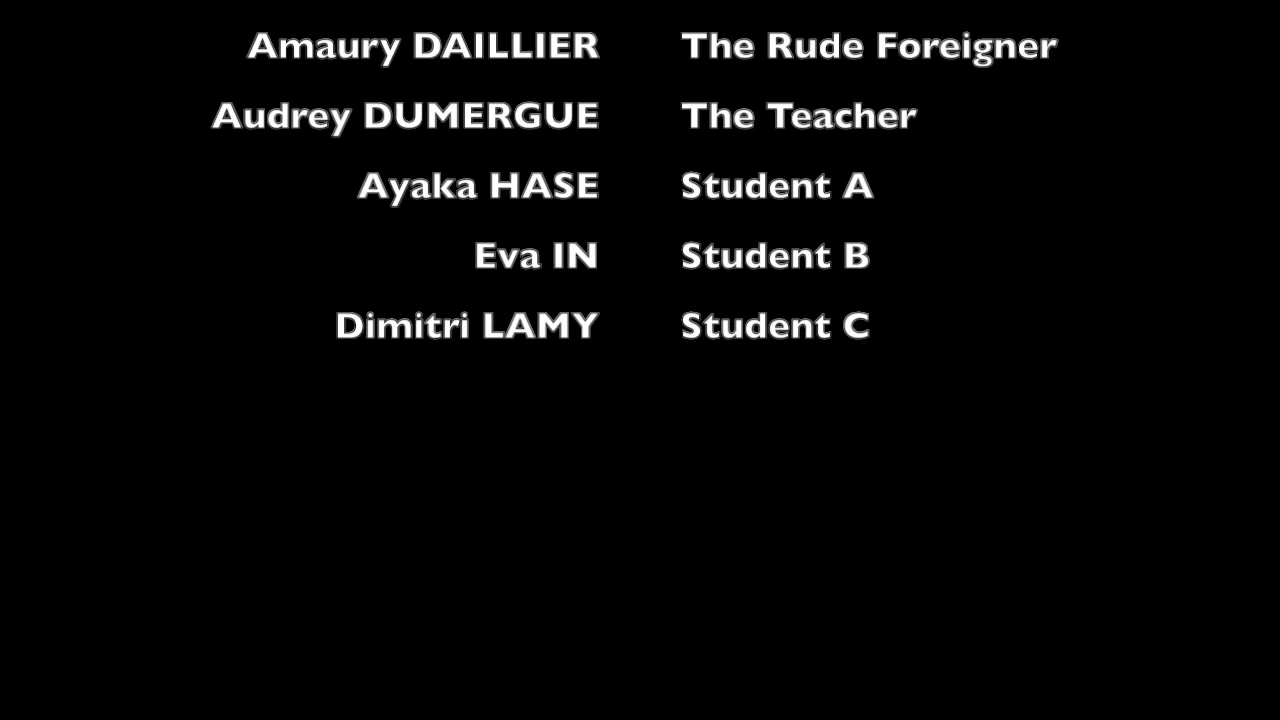 Amaury DAILLIER The Rude Foreigner
Audrey DUMERGUE The Teacher
Ayaka HASE Student A
Eva IN Student B
Dimitri LAMY Student C